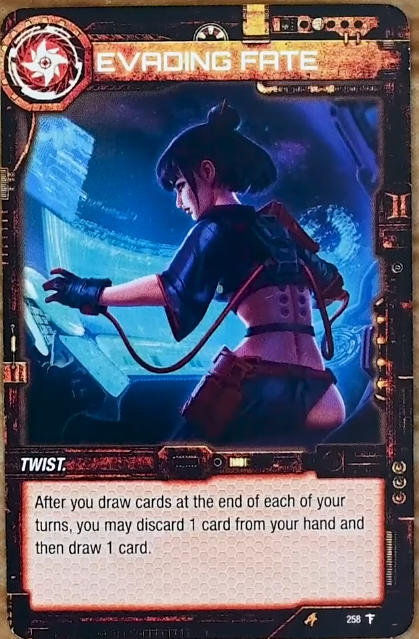 EVADING FATE
TWIST.
After you draw cards at the end of each of your
turns, you may discard 1 card from your hand and
then draw 1 card.
258